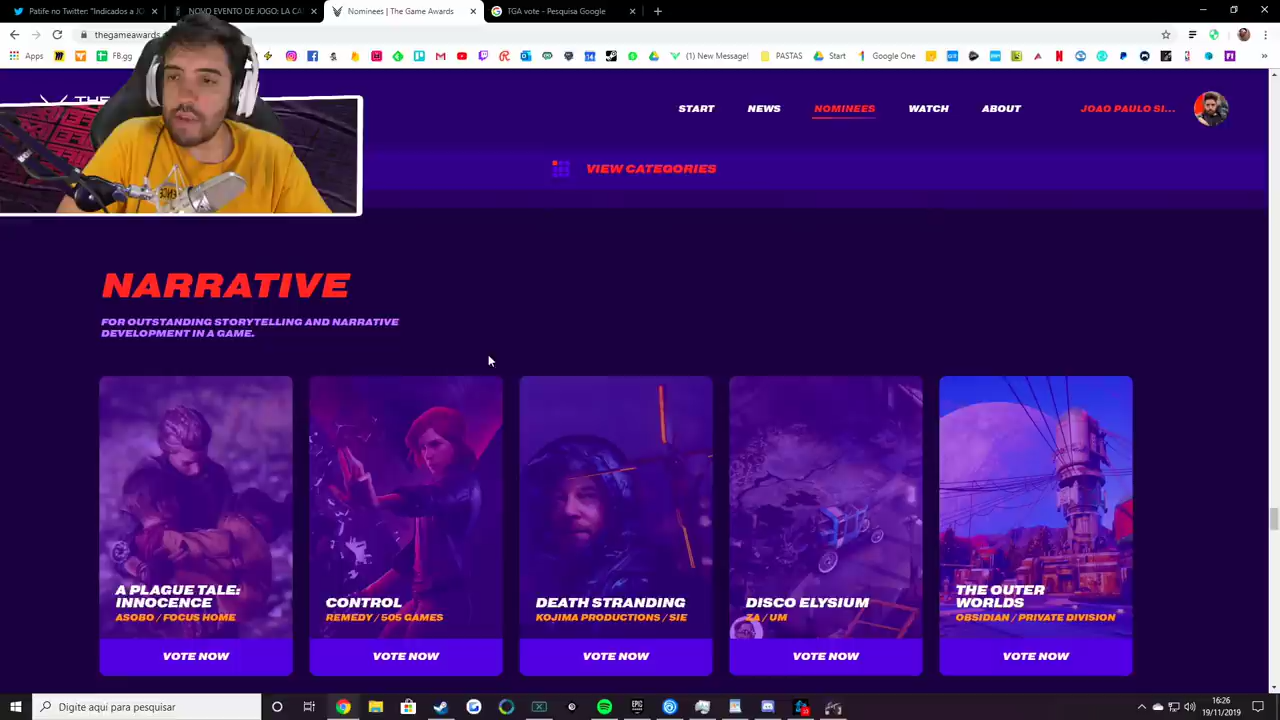 Patife no Twitter: "Indicados a JO
NOVO EVENTO DE JOGO: LA CA
Nominees | The Game Awards
TGA vote - Pesquisa Google
thegameawards
Apps
FB.gg
(1) New Message!
PASTAS
Start
Google One
THE
START
NEWS
NOMINEES
WATCH
ABOUT
JOAO PAULO SI...
VIEW CATEGORIES
NARRATIVE
FOR OUTSTANDING STORYTELLING AND NARRATIVE
DEVELOPMENT IN A GAME.
A PLAGUE TALE:
INNOCENCE
ASOBO / FOCUS HOME
VOTE NOW
CONTROL
REMEDY / 505 GAMES
VOTE NOW
DEATH STRANDING
KOJIMA PRODUCTIONS / SIE
VOTE NOW
DISCO ELYSIUM
ZA / UM
VOTE NOW
THE OUTER
WORLDS
OBSIDIAN / PRIVATE DIVISION
VOTE NOW
Digite aqui para pesquisar
16:26
19/11/2019